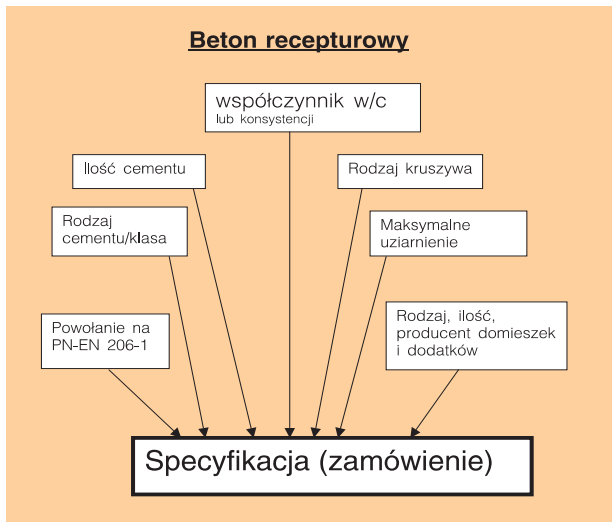 Beton recepturowy
współczynnik w/c
lub konsystencji
Ilość cementu
Rodzaj kruszywa
Rodzaj
cementu/klasa
Maksymalne
uziarnienie
Powołanie na
PN-EN 206-1
Rodzaj, ilość,
producent domieszek
i dodatków
Specyfikacja (zamówienie)